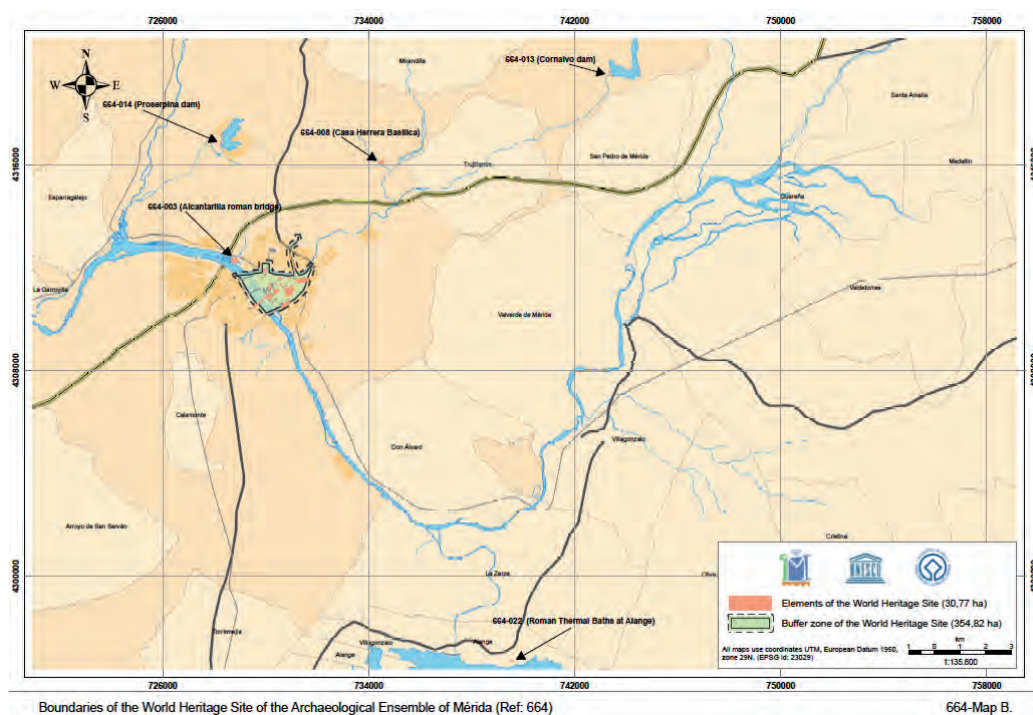 726000 734000 742000 750000 758000
N
W E
S
664-013 (Cornalvo dam)
Mirandilla
Santa Amalia
664-014 (Proserpina dam)
664-008 (Casa Herrera Basilica)
4316000
Trujillanos
San Pedro de Mérida
Medellín
Esparragalejo
Guareña
664-003 (Alcantarilla roman bridge)
La Garrovilla
Valdetorres
Valverde de Mérida
4308000
Calamonte
Don Álvaro
Villagonzalo
Arroyo de San Serván
Cristina
4300000
La Zarza
Oliva
UNESCO
Elements of the World Heritage Site (30,77 ha)
Buffer zone of the World Heritage Site (354,82 ha)
All maps use coordinates UTM, European Datum 1950,
zone 29N. (EPSG id: 23029)
km
1 0 1 2 3
1:135.800
664-022 (Roman Thermal Baths at Alange)
Torremejía
Villagonzalo
Alange
Alange
726000 734000 742000 750000 758000
Boundaries of the World Heritage Site of the Archaeological Ensemble of Mérida (Ref: 664)
664-Map B.